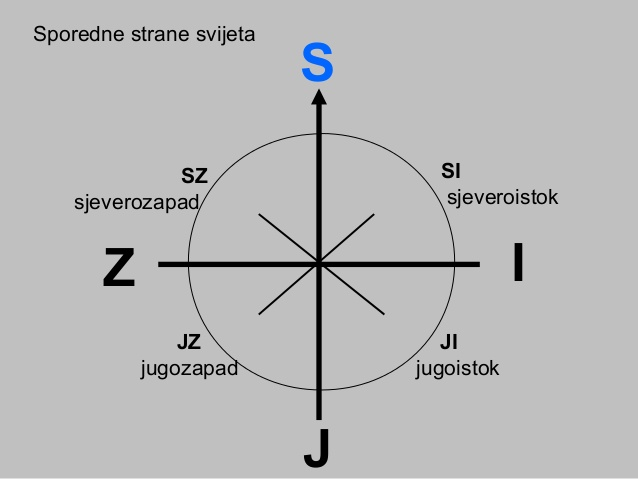 Sporedne strane svijeta
S
SZ
sjeverozapad
SI
sjeveroistok
Z
I
JZ
jugozapad
JI
jugoistok
J